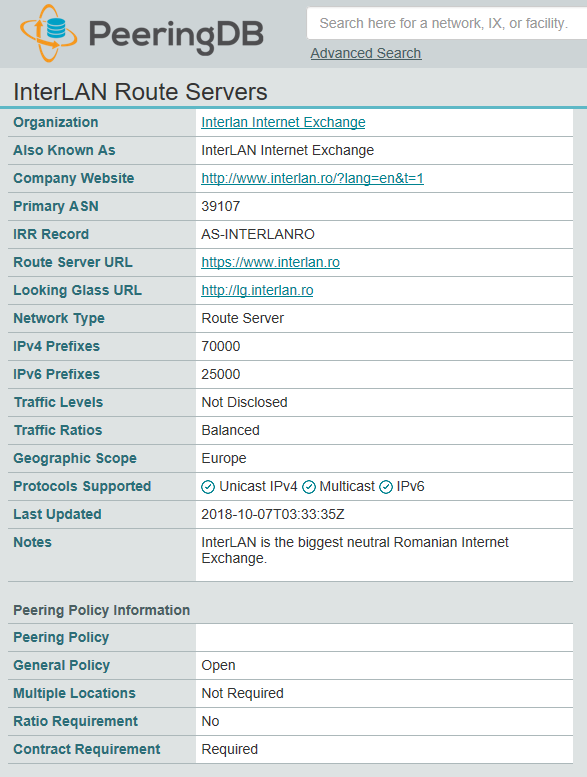 PeeringDB
Search here for a network, IX, or facility.
Advanced Search
InterLAN Route Servers
Organization Interlan Internet Exchange
Also Known As InterLAN Internet Exchange
Company Website http://www.interlan.ro/?lang=en&t=1
Primary ASN 39107
IRR Record AS-INTERLANRO
Route Server URL https://www.interlan.ro
Looking Glass URL http://lg.interlan.ro
Network Type Route Server
IPv4 Prefixes 70000
IPv6 Prefixes 25000
Traffic Levels Not Disclosed
Traffic Ratios Balanced
Geographic Scope Europe
Protocols Supported Unicast IPv4 Multicast IPv6
Last Updated 2018-10-07T03:33:35Z
Notes InterLAN is the biggest neutral Romanian Internet
Exchange.
Peering Policy Information
Peering Policy
General Policy Open
Multiple Locations Not Required
Ratio Requirement No
Contract Requirement Required